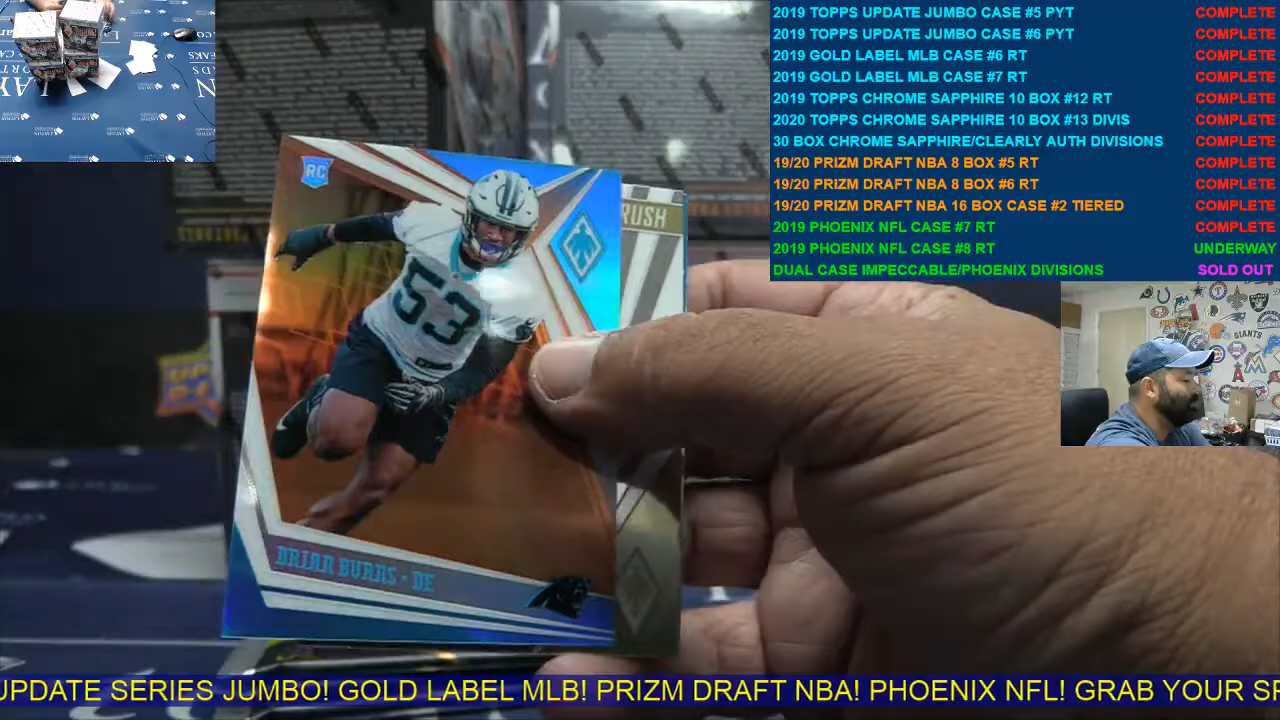 2019 TOPPS UPDATE JUMBO CASE #5 PYT COMPLETE
2019 TOPPS UPDATE JUMBO CASE #6 PYT COMPLETE
2019 GOLD LABEL MLB CASE #6 RT COMPLETE
2019 GOLD LABEL MLB CASE #7 RT COMPLETE
2019 TOPPS CHROME SAPPHIRE 10 BOX #12 RT COMPLETE
2020 TOPPS CHROME SAPPHIRE 10 BOX #13 DIVIS COMPLETE
30 BOX CHROME SAPPHIRE/CLEARLY AUTH DIVISIONS COMPLETE
19/20 PRIZM DRAFT NBA 8 BOX #5 RT COMPLETE
19/20 PRIZM DRAFT NBA 8 BOX #6 RT COMPLETE
19/20 PRIZM DRAFT NBA 16 BOX CASE #2 TIERED COMPLETE
2019 PHOENIX NFL CASE #7 RT COMPLETE
2019 PHOENIX NFL CASE #8 RT UNDERWAY
DUAL CASE IMPECCABLE/PHOENIX DIVISIONS SOLD OUT
RC
RUSH
53
BRIAN BURNS • DE
GIANTS
UPDATE SERIES JUMBO! GOLD LABEL MLB! PRIZM DRAFT NBA! PHOENIX NFL! GRAB YOUR